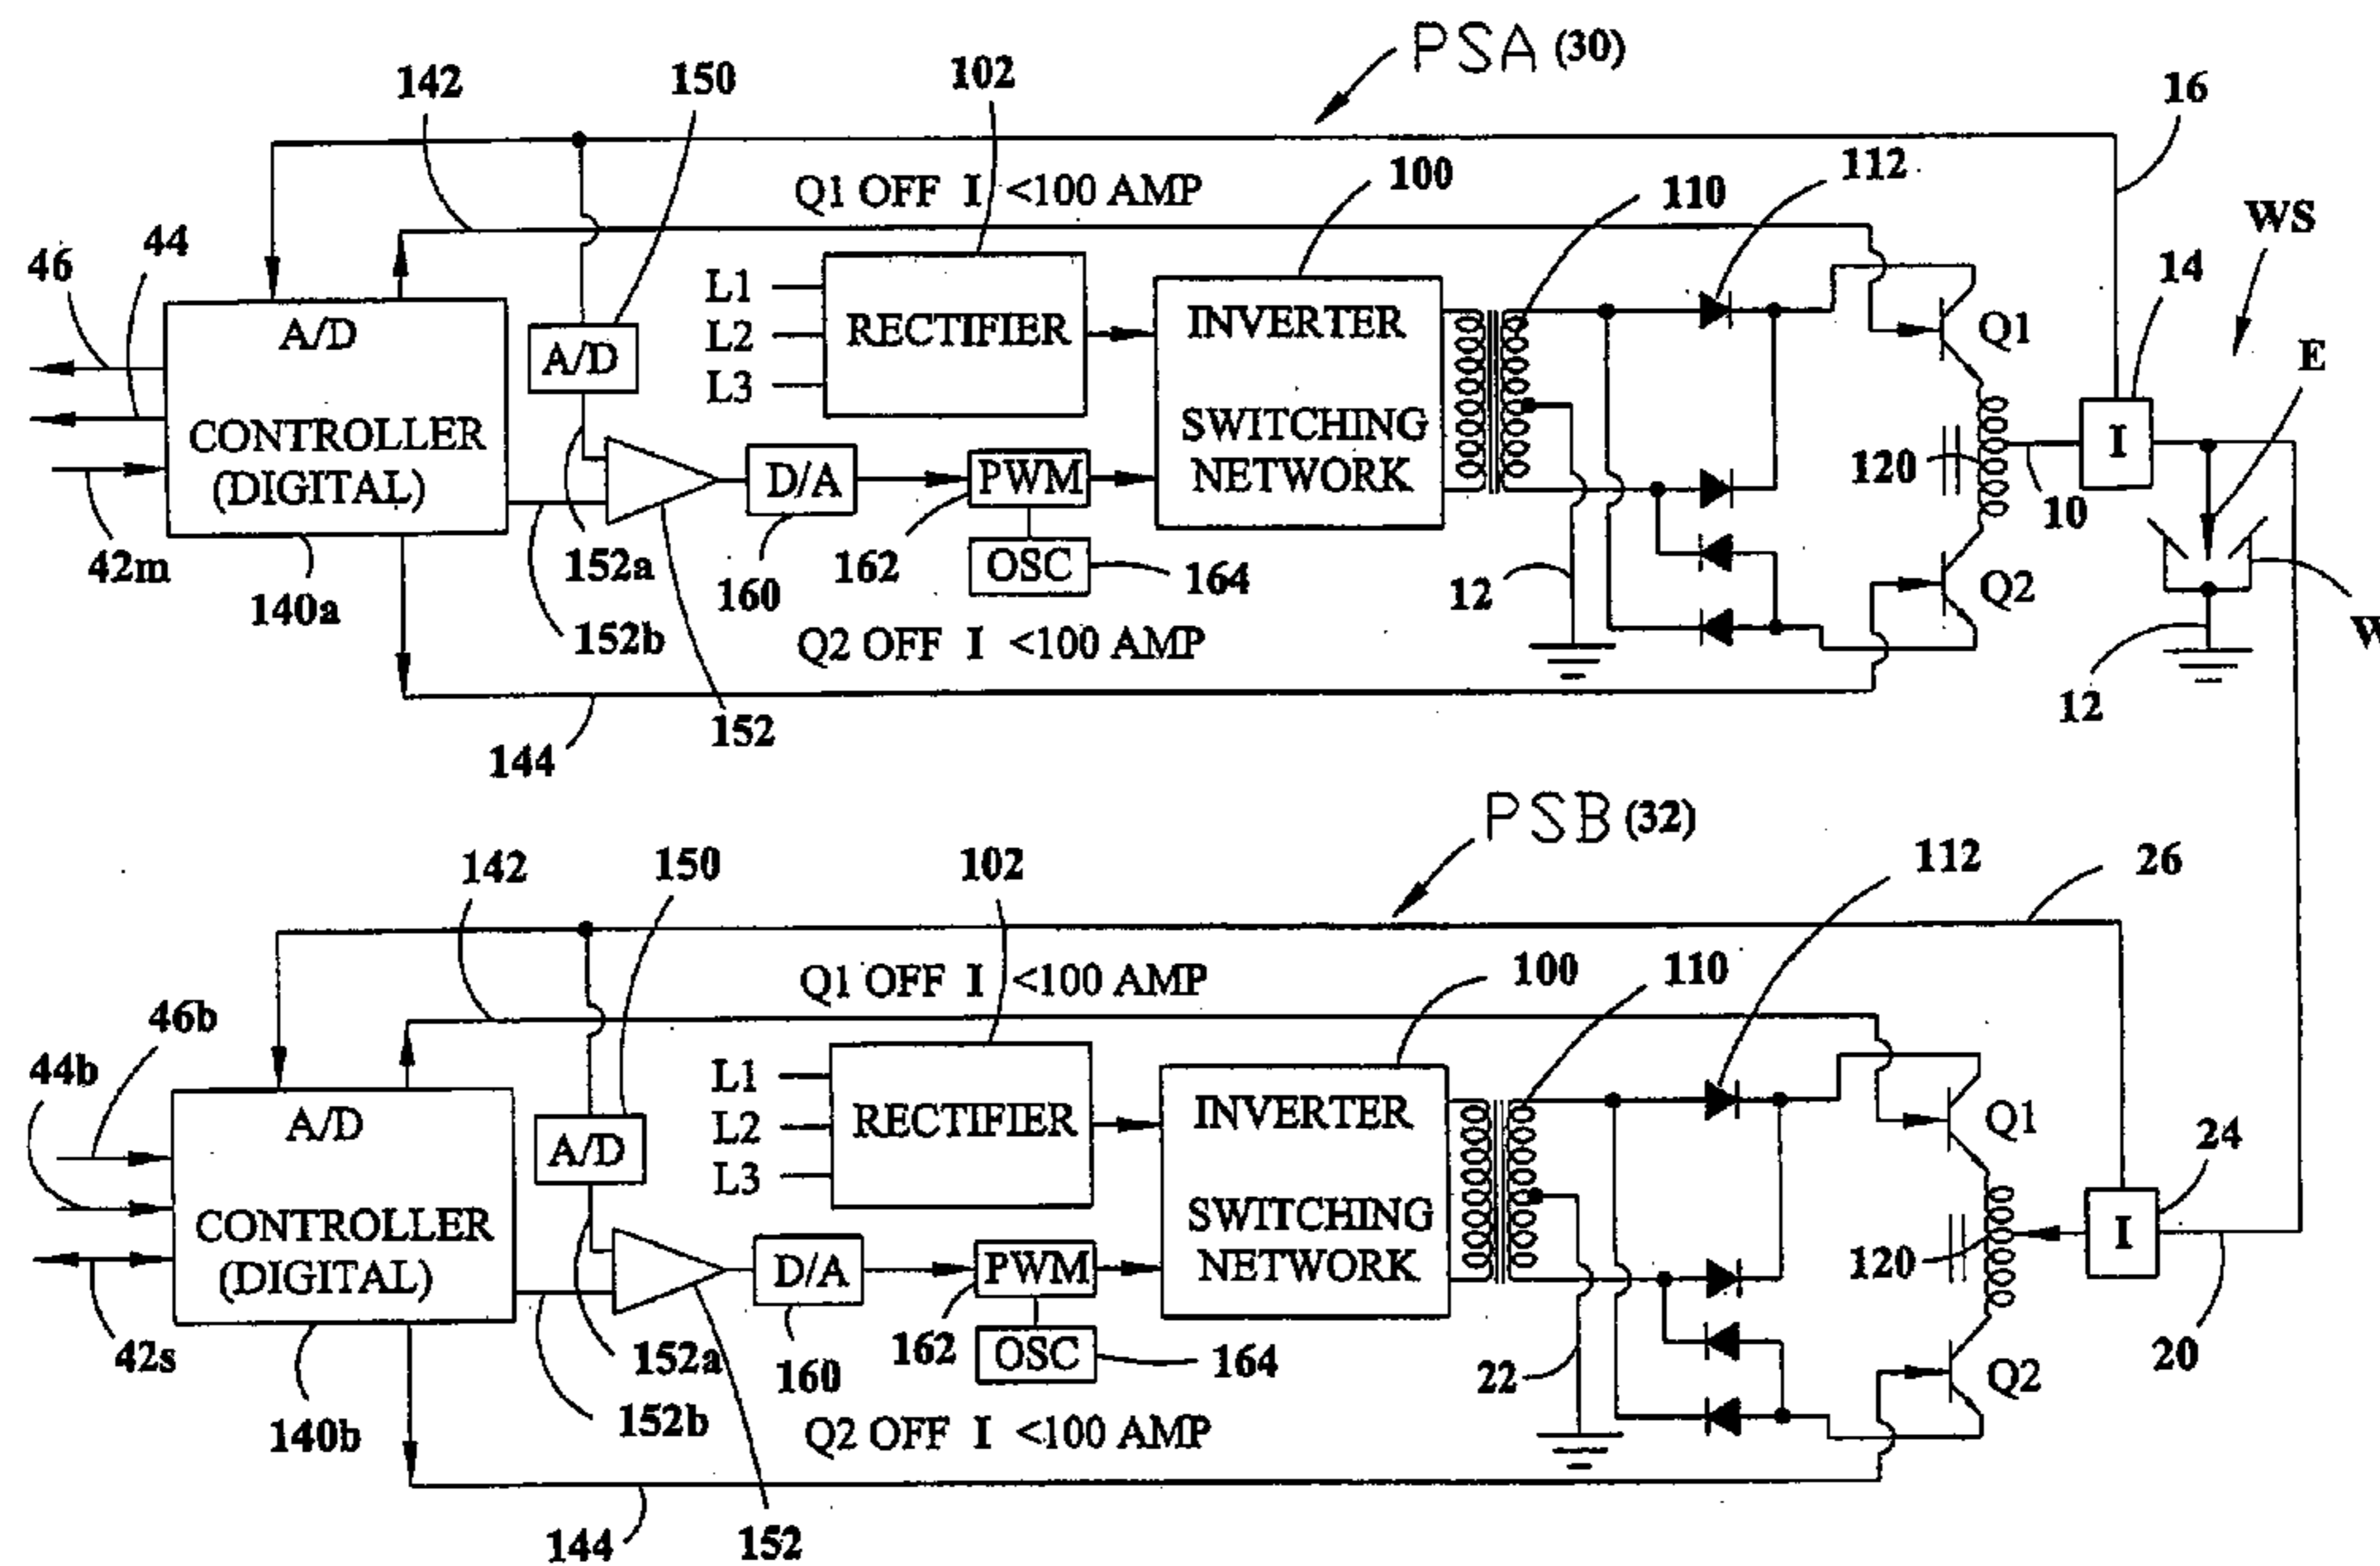 PSA (30)
142
150
102
16
Q1 OFF I <100 AMP
100
110
112
WS
46
44
14
A/D
L1
L2
L3
RECTIFIER
INVERTER
SWITCHING
NETWORK
Q1
E
A/D
CONTROLLER
(DIGITAL)
D/A
PWM
I
120
10
42m
140a
152a
160
162
OSC
164
12
Q2
152b
Q2 OFF I <100 AMP
W
12
152
144
PSB (32)
142
150
102
112
26
Q1 OFF I <100 AMP
100
110
46b
44b
L1
L2
L3
RECTIFIER
INVERTER
SWITCHING
NETWORK
Q1
24
A/D
A/D
CONTROLLER
(DIGITAL)
D/A
PWM
I
120
42s
140b
152a
160
162
OSC
164
22
Q2
20
152b
Q2 OFF I <100 AMP
144
152